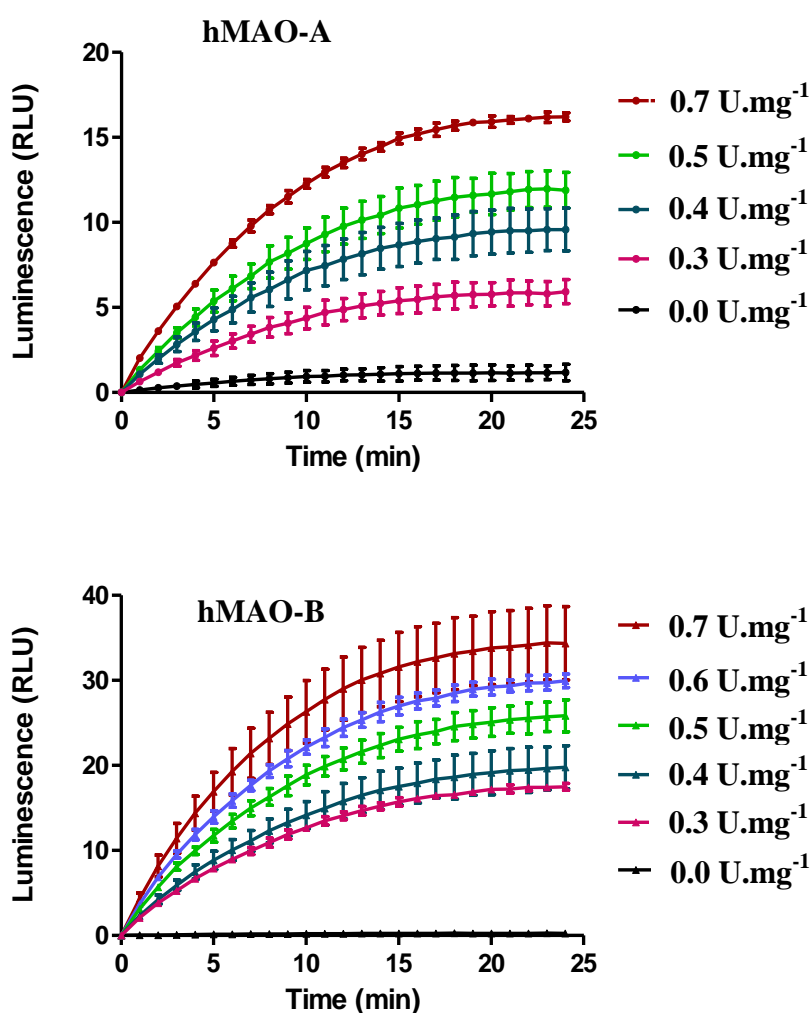 hMAO-A
20
15
10
5
0
Luminescence (RLU)
0 5 10 15 20 25
Time (min)
0.7 U.mg⁻¹
0.5 U.mg⁻¹
0.4 U.mg⁻¹
0.3 U.mg⁻¹
0.0 U.mg⁻¹
hMAO-B
40
30
20
10
0
Luminescence (RLU)
0 5 10 15 20 25
Time (min)
0.7 U.mg⁻¹
0.6 U.mg⁻¹
0.5 U.mg⁻¹
0.4 U.mg⁻¹
0.3 U.mg⁻¹
0.0 U.mg⁻¹